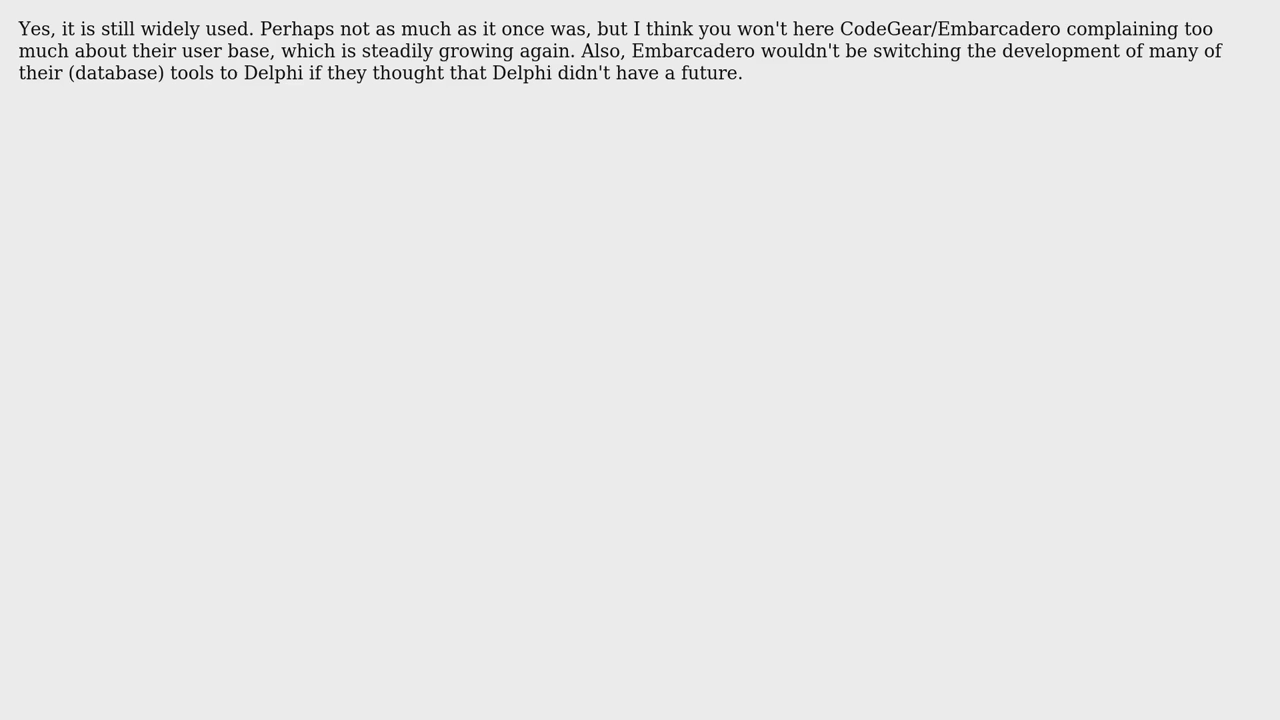 Yes, it is still widely used. Perhaps not as much as it once was, but I think you won't here CodeGear/Embarcadero complaining too
much about their user base, which is steadily growing again. Also, Embarcadero wouldn't be switching the development of many of
their (database) tools to Delphi if they thought that Delphi didn't have a future.